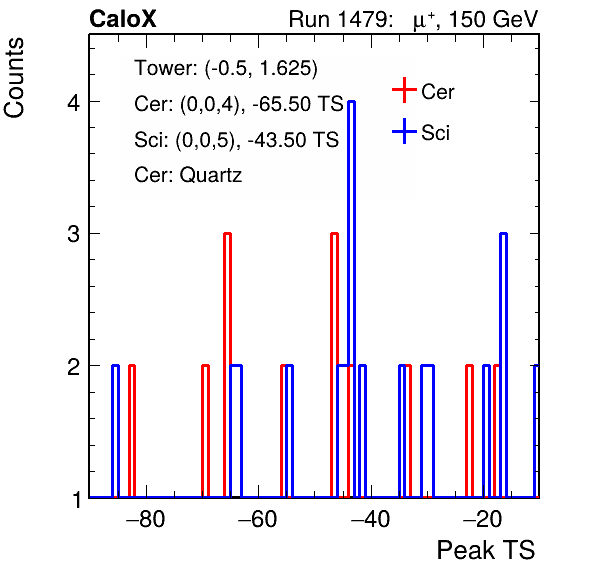 CaloX Run 1479: μ⁺, 150 GeV
Counts
Tower: (-0.5, 1.625)
Cer: (0,0,4), -65.50 TS
Sci: (0,0,5), -43.50 TS
Cer: Quartz
Cer
Sci
4
3
2
1
−80 −60 −40 −20
Peak TS